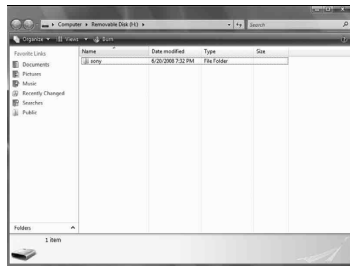 Computer ▸ Removable Disk (H:) ▸ Search
Organize Views Burn
Favorite Links
Documents
Pictures
Music
Recently Changed
Searches
Public
Folders
Name Date modified Type Size
sony 6/20/2008 7:32 PM File Folder
1 item